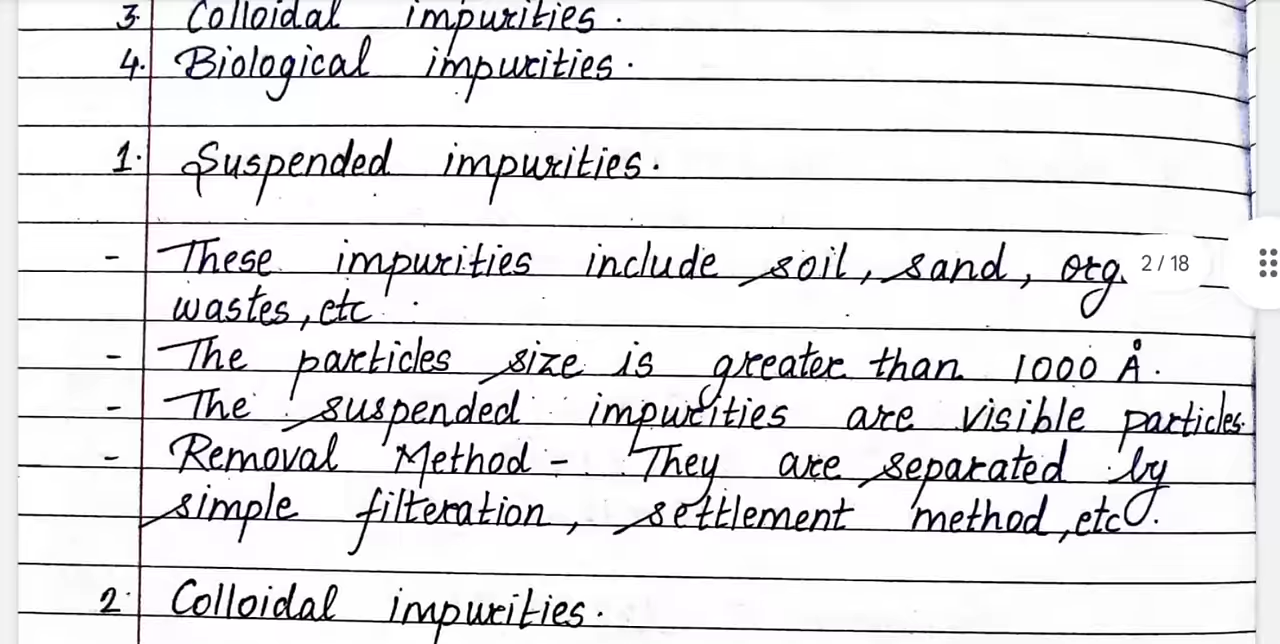 3. Colloidal impurities.
4. Biological impurities.
1. Suspended impurities.
- These impurities include soil, sand, org. 2/18
wastes, etc.
- The particles size is greater than 1000 Å.
- The suspended impurities are visible particles.
- Removal Method - They are separated by
simple filteration, settlement method, etc.
2. Colloidal impurities.